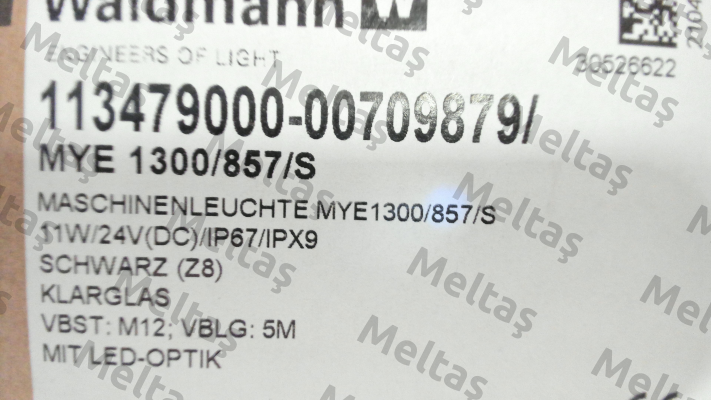 Waldmann W
ENGINEERS OF LIGHT
30526622
2104
113479000-00709879/
MYE 1300/857/S
MASCHINENLEUCHTE MYE1300/857/S
11W/24V(DC)/IP67/IPX9
SCHWARZ (Z8)
KLARGLAS
VBST: M12; VBLG: 5M
MIT LED-OPTIK
Meltaş